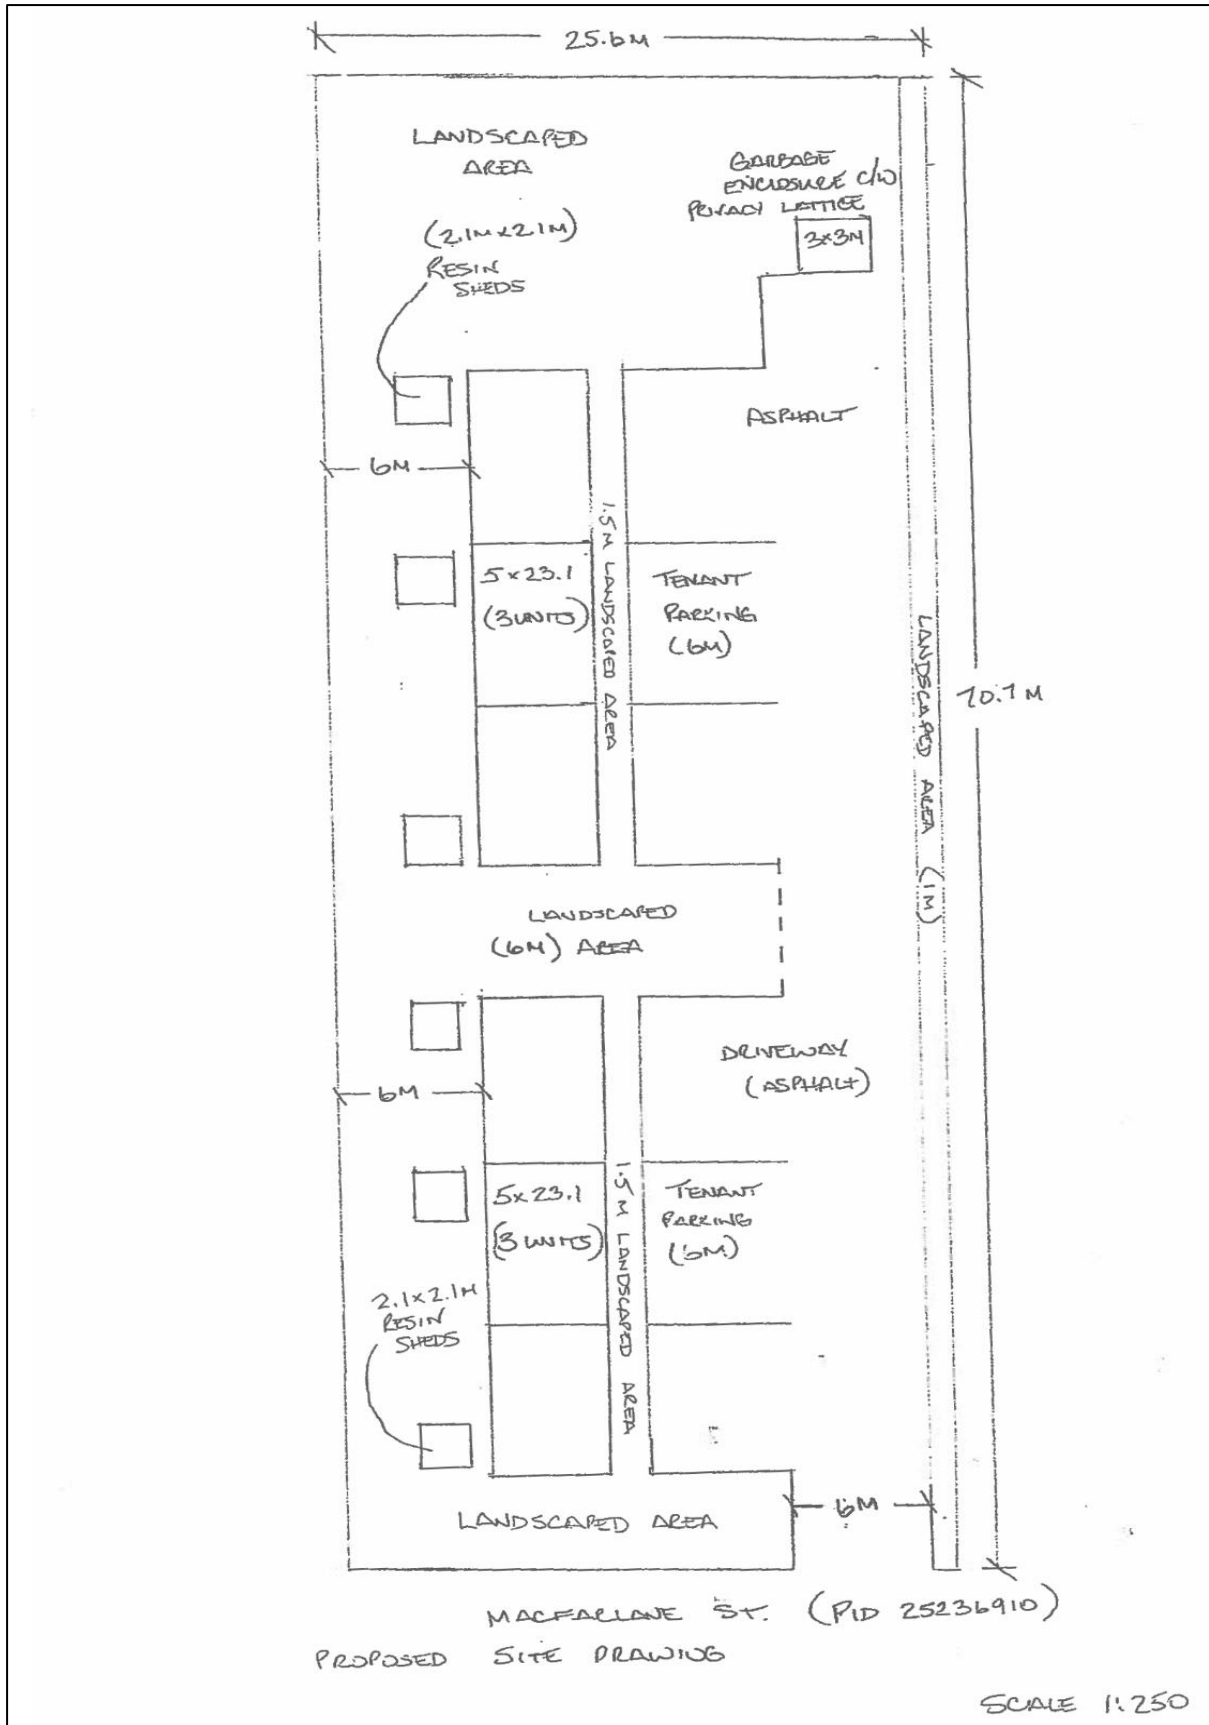 25.6M
LANDSCAPED
AREA
GARBAGE
ENCLOSURE C/W
PRIVACY LATTICE
3x3M
(2.1M x 2.1M)
RESIN
SHEDS
ASPHALT
6M
1.5M LANDSCAPED AREA
5x23.1
(3 UNITS)
TENANT
PARKING
(6M)
LANDSCAPED AREA (1M)
70.7M
LANDSCAPED
(6M) AREA
DRIVEWAY
(ASPHALT)
6M
1.5M LANDSCAPED AREA
5x23.1
(3 UNITS)
TENANT
PARKING
(6M)
2.1x2.1M
RESIN
SHEDS
6M
LANDSCAPED AREA
MACFARLANE ST. (PID 25236910)
PROPOSED SITE DRAWING
SCALE 1:250